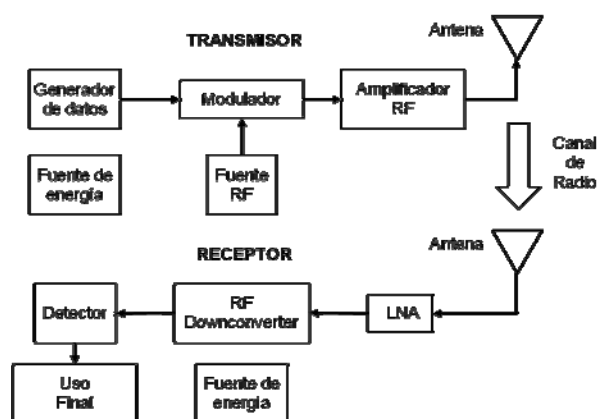 TRANSMISOR
Antena
Generador
de datos
Modulador
Amplificador
RF
Fuente de
energía
Fuente
RF
Canal
de
Radio
RECEPTOR
Antena
Detector
RF
Downconverter
LNA
Uso
Final
Fuente de
energía